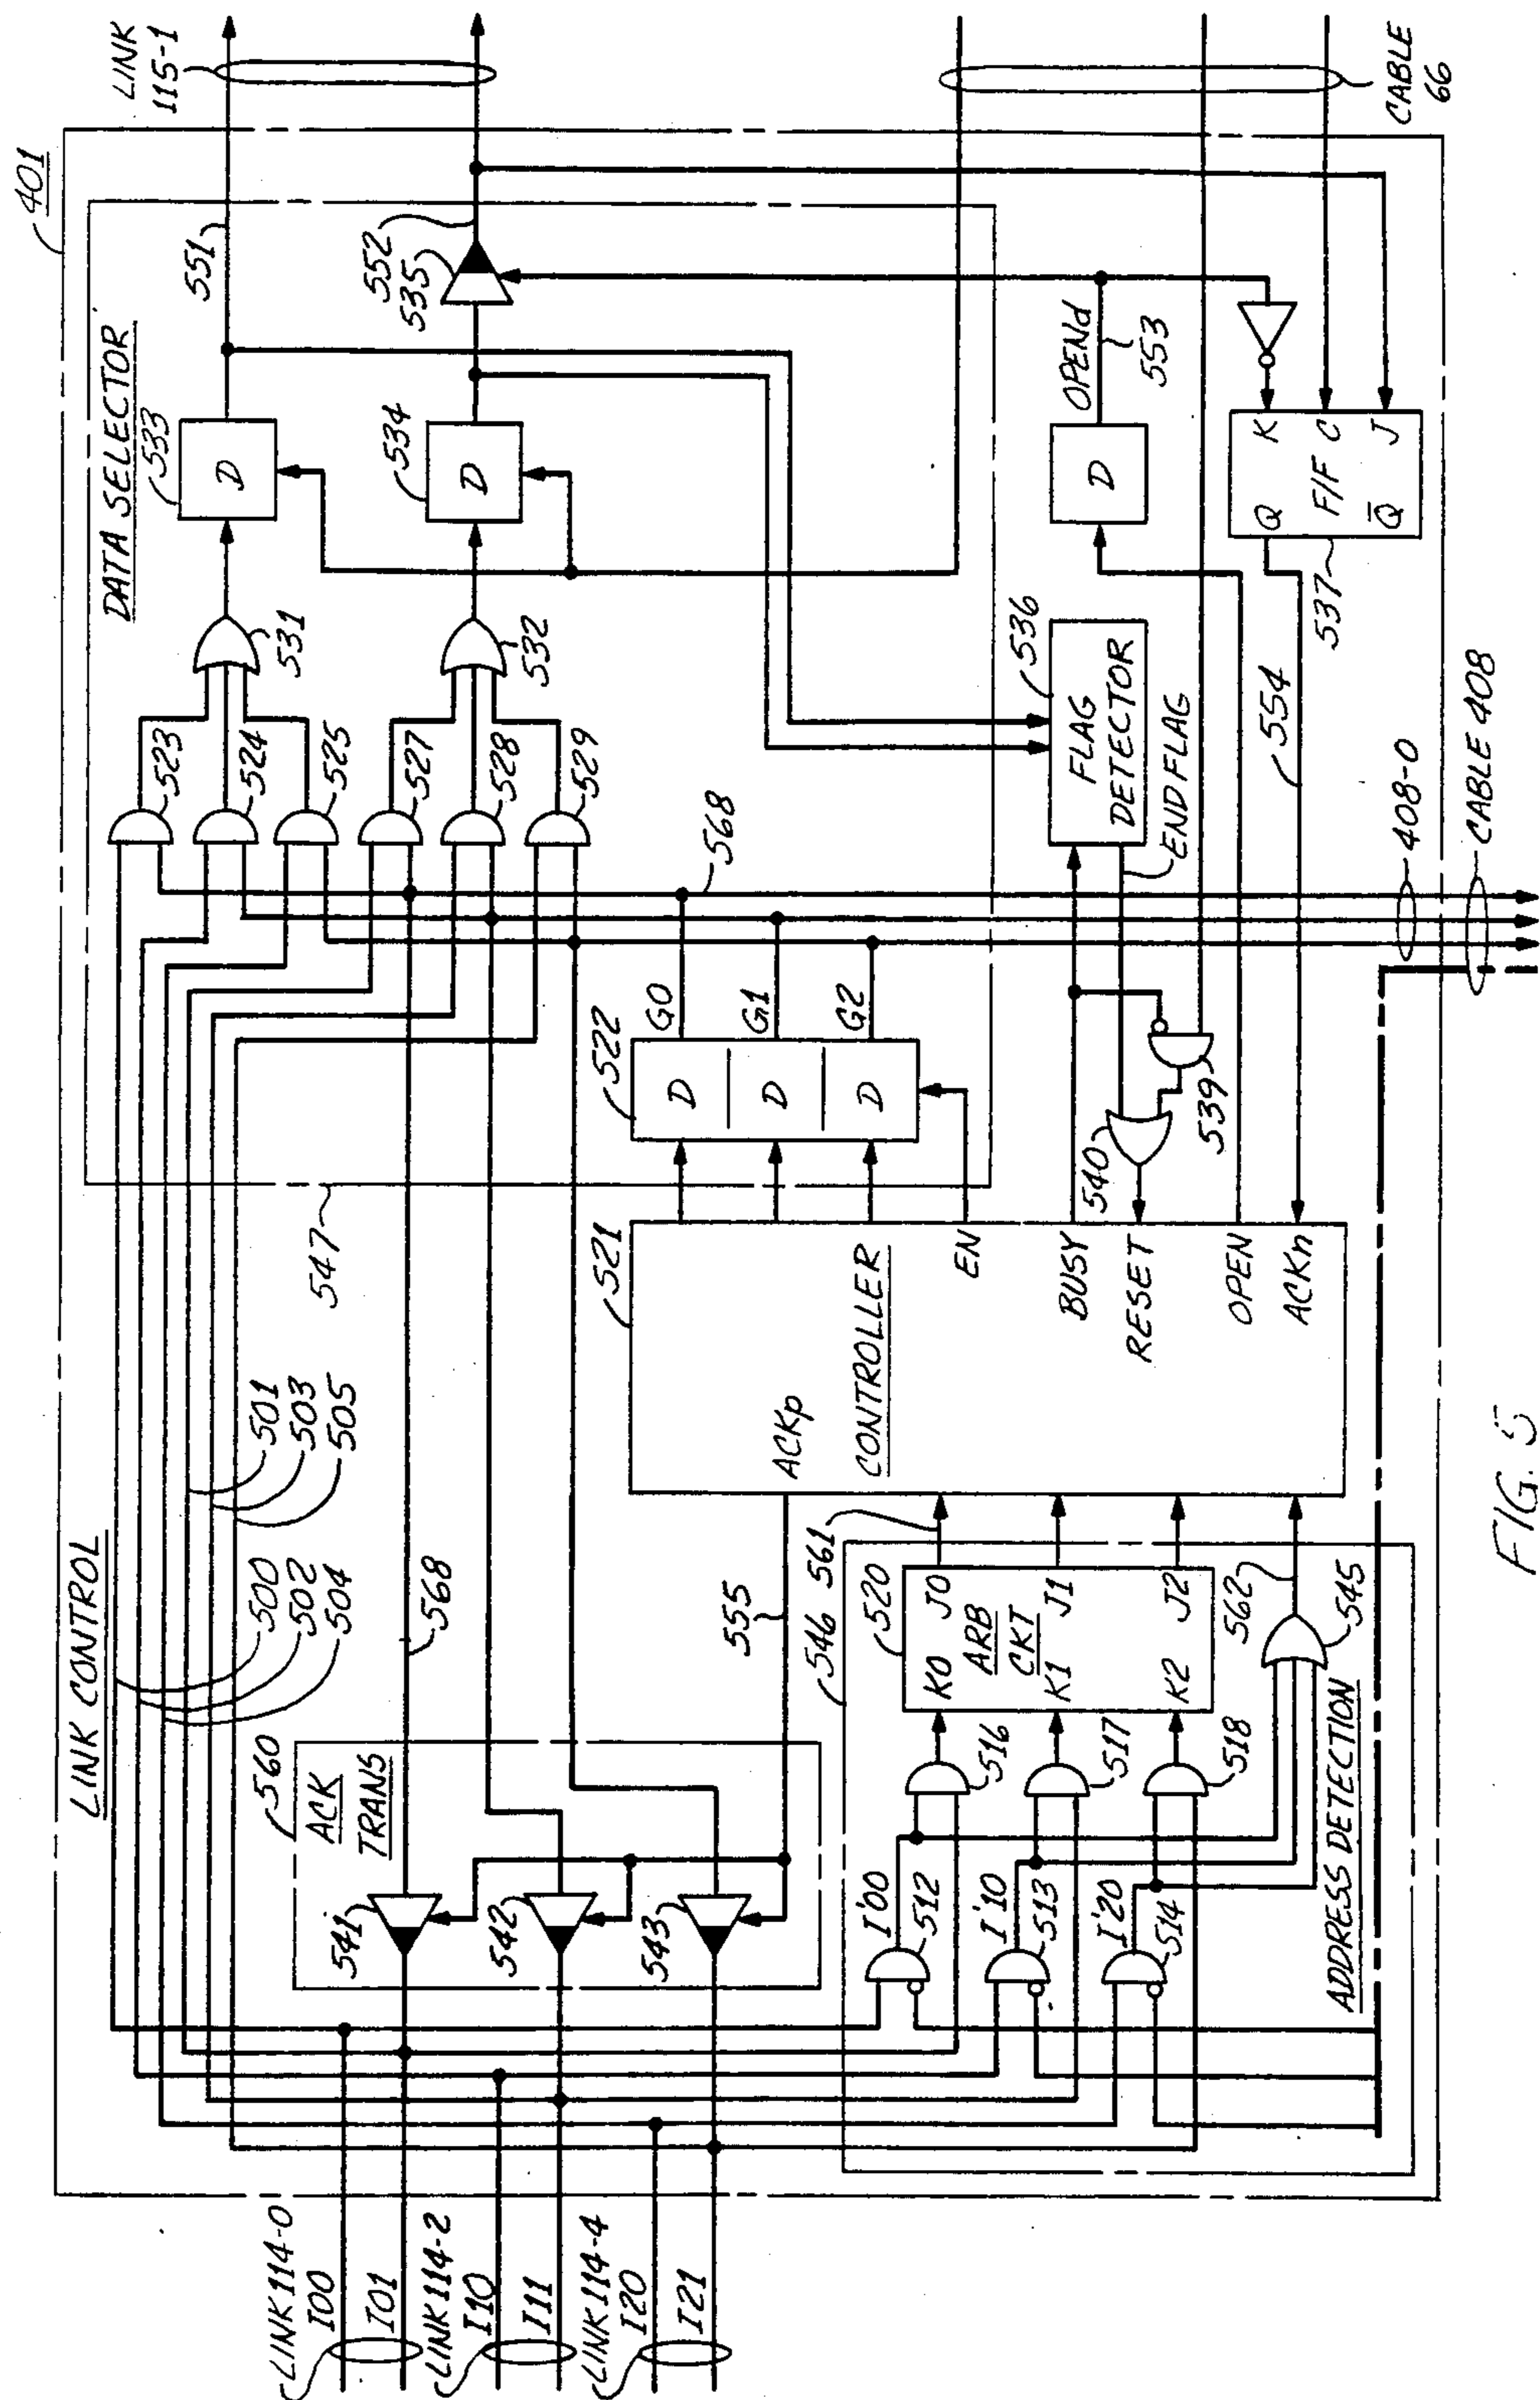 401
LINK CONTROL
500
502
504
501
503
505
547
DATA SELECTOR
523
524
525
527
528
529
531
532
533
D
534
D
551
552
535
LINK
115-1
560
ACK
TRANS
541
542
543
568
555
521
ACKp
CONTROLLER
EN
BUSY
RESET
OPEN
ACKn
522
D
D
D
G0
G1
G2
568
536
FLAG
DETECTOR
END FLAG
540
539
D
OPENd
553
554
537
Q
K
F/F
C
Q̅
J
CABLE
66
408-0
CABLE 408
LINK 114-0
I00
I01
LINK 114-2
I10
I11
LINK 114-4
I20
I21
546
561
520
K0
J0
ARB
CKT
K1
J1
K2
J2
562
545
516
517
518
I'00
512
I'10
513
I'20
514
ADDRESS DETECTION
FIG. 5